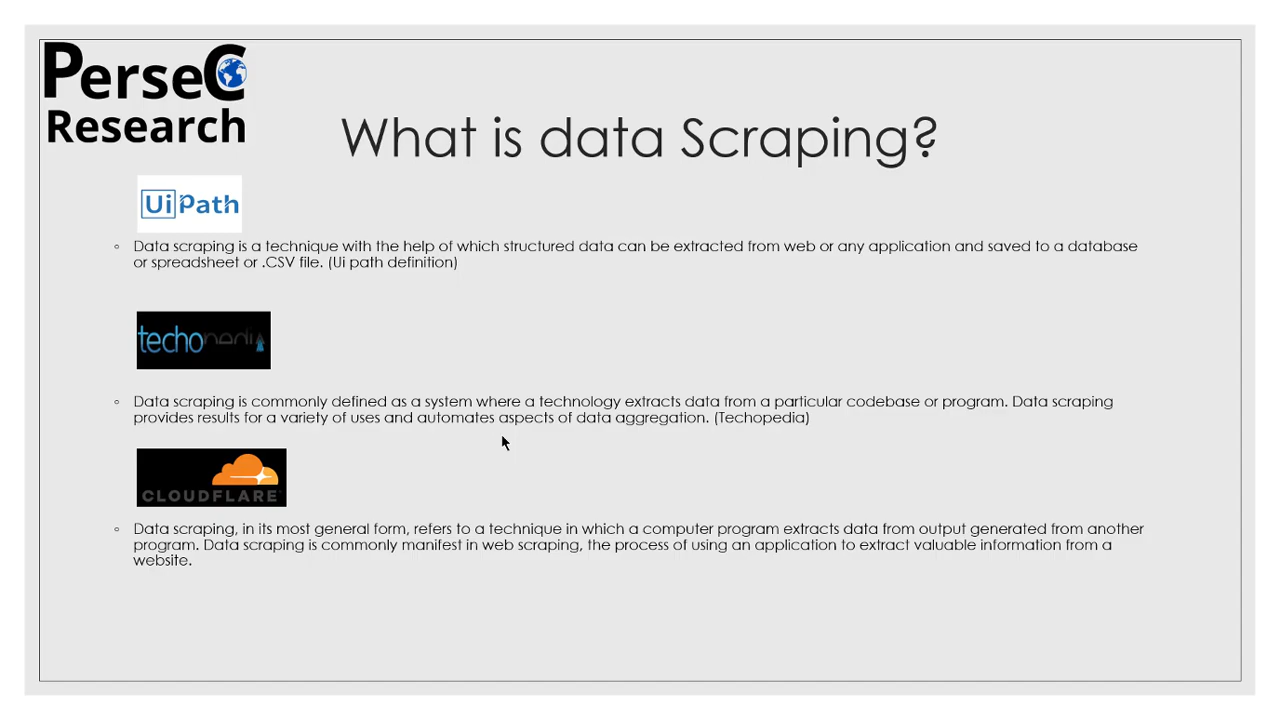 PerseC
Research
What is data Scraping?
UiPath
◦ Data scraping is a technique with the help of which structured data can be extracted from web or any application and saved to a database
or spreadsheet or .CSV file. (Ui path definition)
techopedia
◦ Data scraping is commonly defined as a system where a technology extracts data from a particular codebase or program. Data scraping
provides results for a variety of uses and automates aspects of data aggregation. (Techopedia)
CLOUDFLARE
◦ Data scraping, in its most general form, refers to a technique in which a computer program extracts data from output generated from another
program. Data scraping is commonly manifest in web scraping, the process of using an application to extract valuable information from a
website.